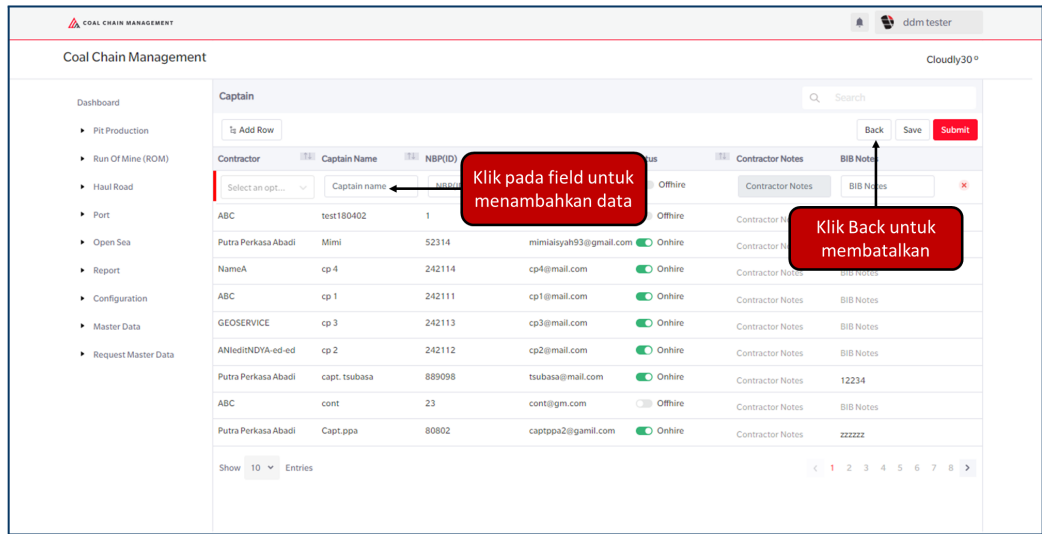 COAL CHAIN MANAGEMENT
ddm tester
Coal Chain Management
Cloudly30 º
Dashboard
Pit Production
Run Of Mine (ROM)
Haul Road
Port
Open Sea
Report
Configuration
Master Data
Request Master Data
Captain
Search
Add Row
Back Save Submit
Contractor Captain Name NBP(ID) Contractor Notes BIB Notes
Select an opt... Captain name Offhire Contractor Notes BIB Notes
Klik pada field untuk
menambahkan data
Klik Back untuk
membatalkan
ABC test180402 1 Offhire Contractor
Putra Perkasa Abadi Mimi 52314 mimiaisyah93@gmail.com Onhire Contractor
NameA cp 4 242114 cp4@mail.com Onhire Contractor Notes BIB Notes
ABC cp 1 242111 cp1@mail.com Onhire Contractor Notes BIB Notes
GEOSERVICE cp 3 242113 cp3@mail.com Onhire Contractor Notes BIB Notes
ANIeditNDYA-ed-ed cp 2 242112 cp2@mail.com Onhire Contractor Notes BIB Notes
Putra Perkasa Abadi capt. tsubasa 889098 tsubasa@mail.com Onhire Contractor Notes 12234
ABC cont 23 cont@gm.com Offhire Contractor Notes BIB Notes
Putra Perkasa Abadi Capt.ppa 80802 captppa2@gamil.com Onhire Contractor Notes zzzzzz
Show 10 Entries
1 2 3 4 5 6 7 8